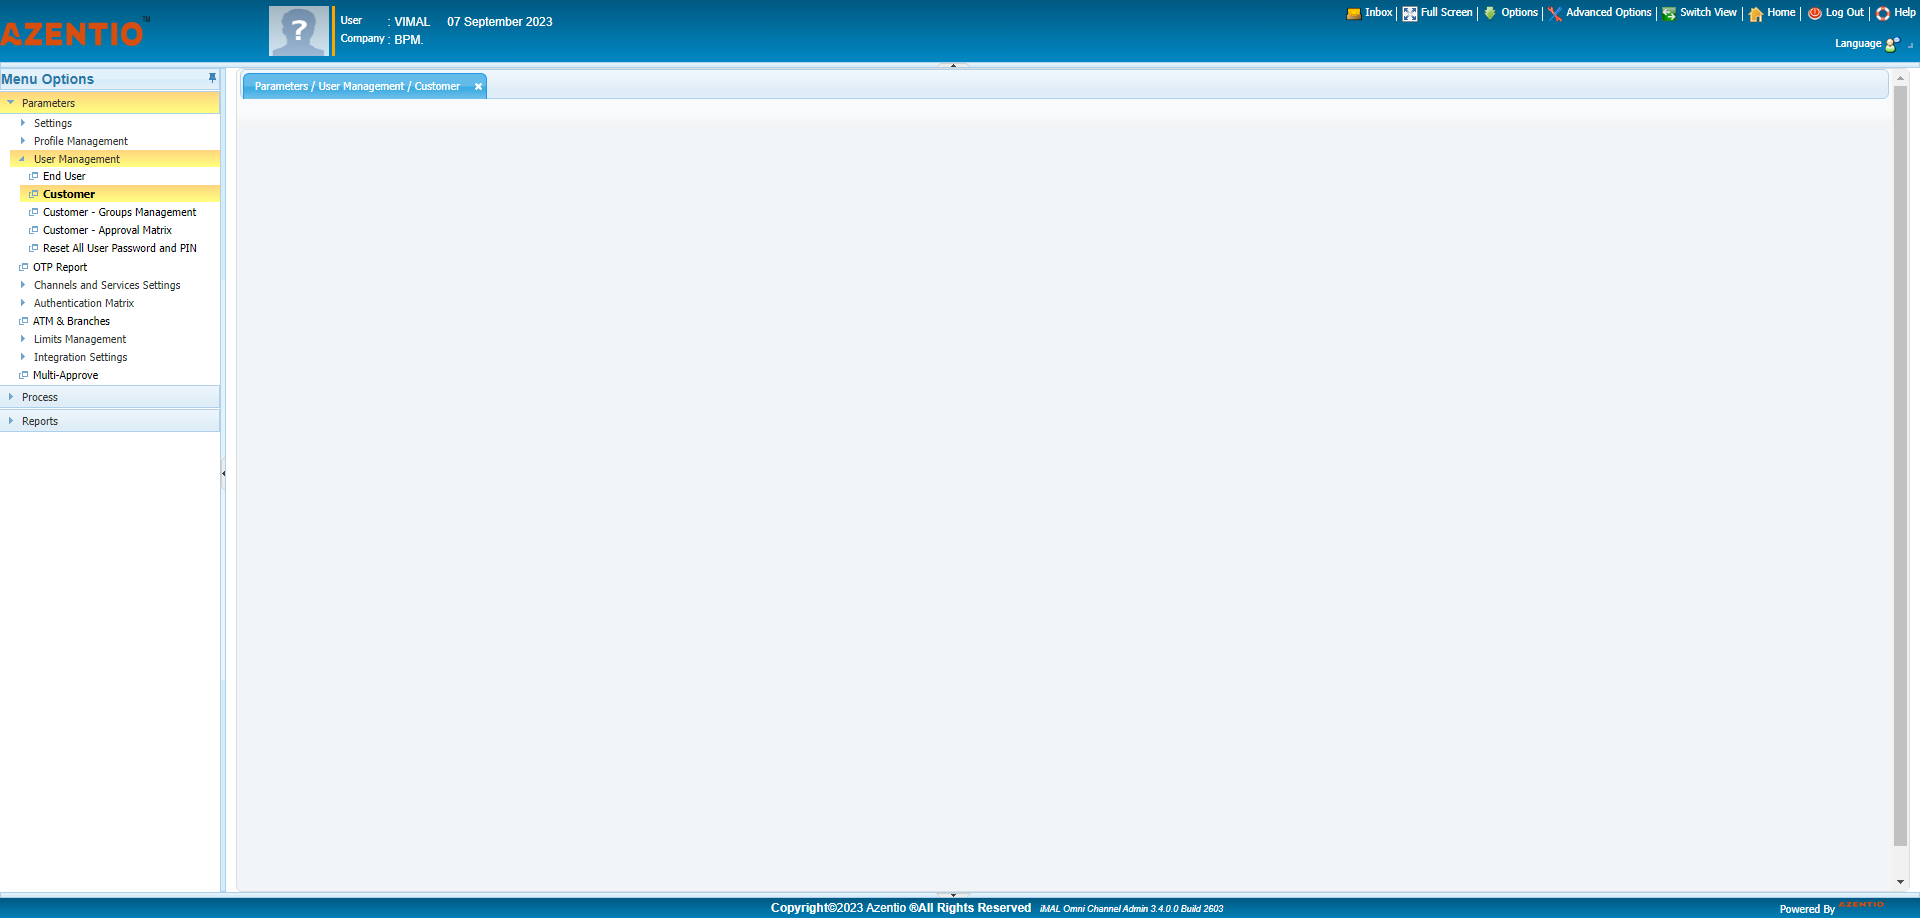 AZENTIO™
User : VIMAL 07 September 2023
Company : BPM.
Inbox | Full Screen | Options | Advanced Options | Switch View | Home | Log Out | Help
Language
Menu Options
Parameters / User Management / Customer
Parameters
Settings
Profile Management
User Management
End User
Customer
Customer - Groups Management
Customer - Approval Matrix
Reset All User Password and PIN
OTP Report
Channels and Services Settings
Authentication Matrix
ATM & Branches
Limits Management
Integration Settings
Multi-Approve
Process
Reports
Copyright©2023 Azentio ®All Rights Reserved iMAL Omni Channel Admin 3.4.0.0 Build 2603
Powered By AZENTIO